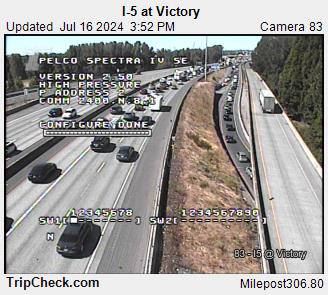 I-5 at Victory
Updated Jul 16 2024 3:52 PM Camera 83
PELCO SPECTRA IV SE
VERSION 2.50
HIGH PRESSURE
P ADDRESS 2
COMM 2400,N,8,1
CONFIGURE DONE
12345678 1234567890
SW1[ SW2[
N
83 - I5 @ Victory
TripCheck.com Milepost306.80